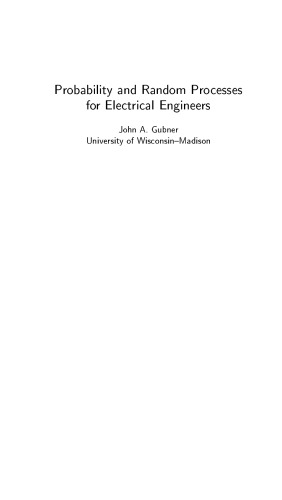 Probability and Random Processes
for Electrical Engineers
John A. Gubner
University of Wisconsin–Madison